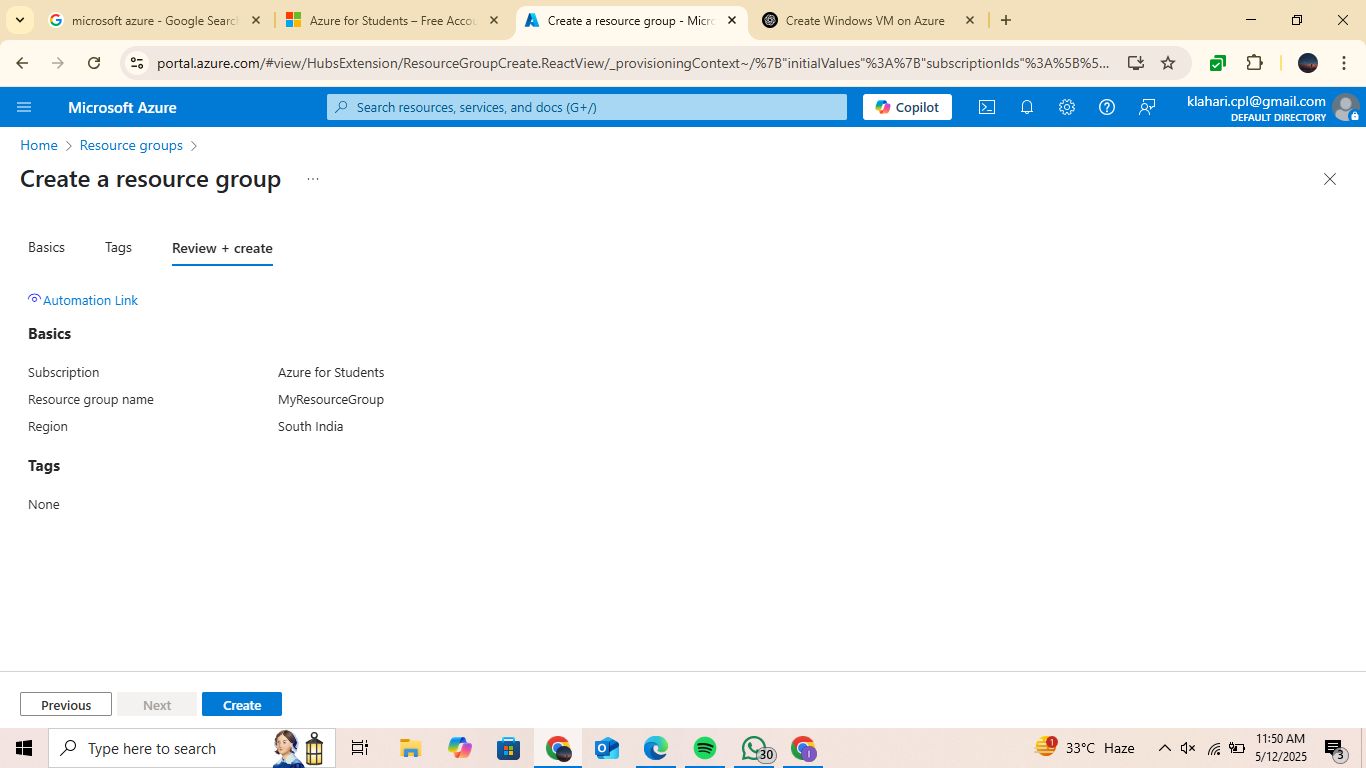 microsoft azure - Google Search
Azure for Students – Free Accou
Create a resource group - Micro
Create Windows VM on Azure
portal.azure.com/#view/HubsExtension/ResourceGroupCreate.ReactView/_provisioningContext~/%7B"initialValues"%3A%7B"subscriptionIds"%3A%5B%5...
Microsoft Azure
Search resources, services, and docs (G+/)
Copilot
klahari.cpl@gmail.com
DEFAULT DIRECTORY
Home > Resource groups >
Create a resource group ...
Basics Tags Review + create
Automation Link
Basics
Subscription Azure for Students
Resource group name MyResourceGroup
Region South India
Tags
None
Previous Next Create
Type here to search
30
1
33°C Haze
11:50 AM
5/12/2025
3